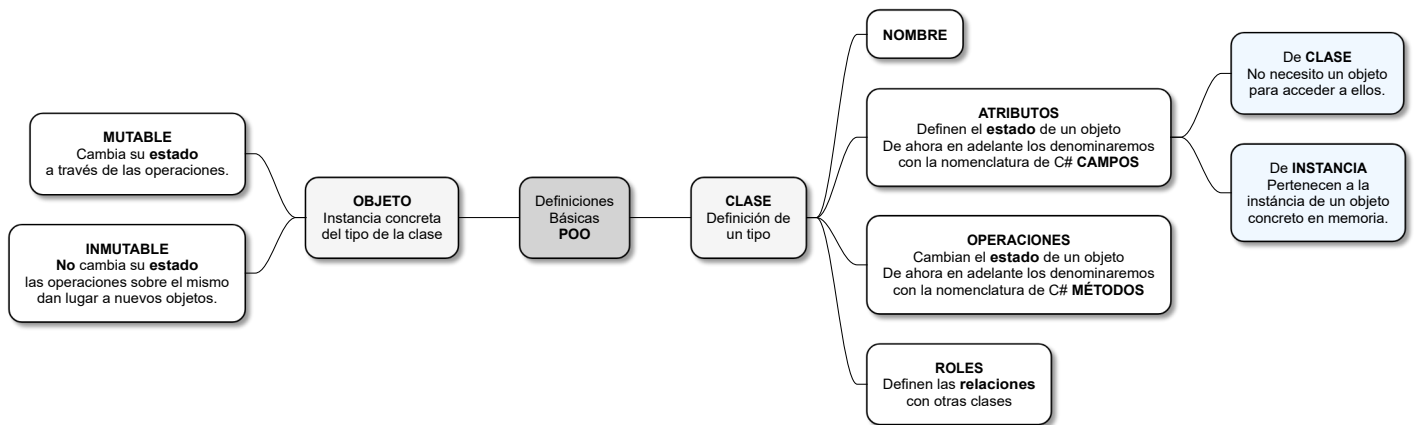 MUTABLE
Cambia su estado
a través de las operaciones.
INMUTABLE
No cambia su estado
las operaciones sobre el mismo
dan lugar a nuevos objetos.
OBJETO
Instancia concreta
del tipo de la clase
Definiciones
Básicas
POO
CLASE
Definición de
un tipo
NOMBRE
ATRIBUTOS
Definen el estado de un objeto
De ahora en adelante los denominaremos
con la nomenclatura de C# CAMPOS
De CLASE
No necesito un objeto
para acceder a ellos.
De INSTANCIA
Pertenecen a la
instáncia de un objeto
concreto en memoria.
OPERACIONES
Cambian el estado de un objeto
De ahora en adelante los denominaremos
con la nomenclatura de C# MÉTODOS
ROLES
Definen las relaciones
con otras clases